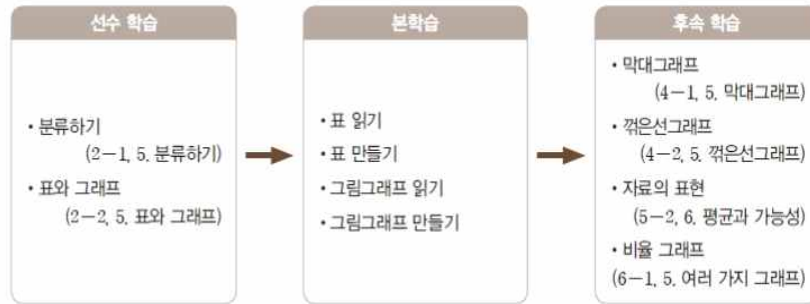 선수 학습
• 분류하기
(2-1, 5. 분류하기)
• 표와 그래프
(2-2, 5. 표와 그래프)
본학습
• 표 읽기
• 표 만들기
• 그림그래프 읽기
• 그림그래프 만들기
후속 학습
• 막대그래프
(4-1, 5. 막대그래프)
• 꺾은선그래프
(4-2, 5. 꺾은선그래프)
• 자료의 표현
(5-2, 6. 평균과 가능성)
• 비율 그래프
(6-1, 5. 여러 가지 그래프)